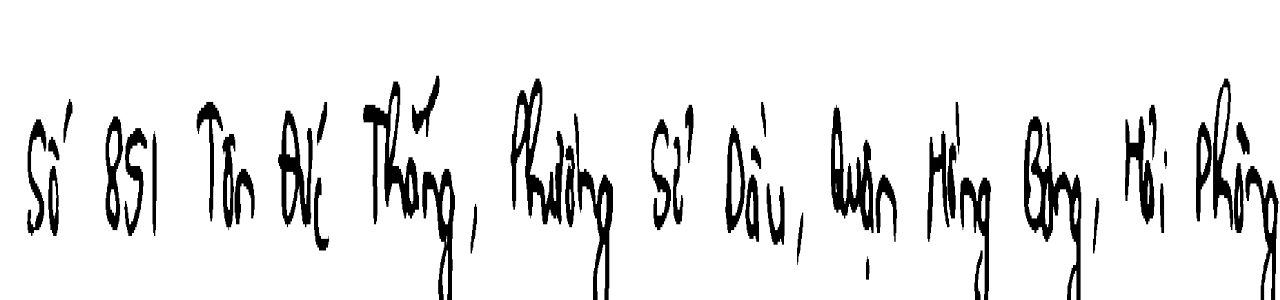 Số 851 Tôn Đức Thắng, Phường Sở Dầu, Quận Hồng Bàng, Hải Phòng